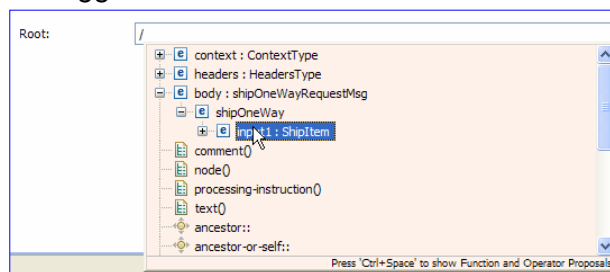 Root: /
context : ContextType
headers : HeadersType
body : shipOneWayRequestMsg
shipOneWay
input1 : ShipItem
comment()
node()
processing-instruction()
text()
ancestor::
ancestor-or-self::
Press 'Ctrl+Space' to show Function and Operator Proposals